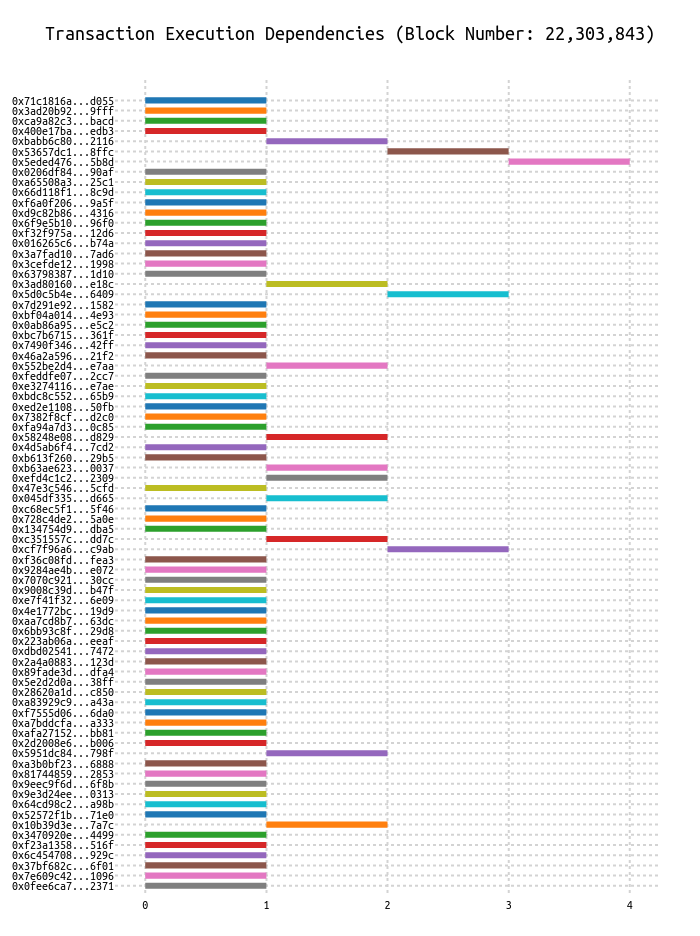 Transaction Execution Dependencies (Block Number: 22,303,843)
0x71c1816a...d055
0x3ad20b92...9fff
0xca9a82c3...bacd
0x400e17ba...edb3
0xbabb6c80...2116
0x53657dc1...8ffc
0x5eded476...5b8d
0x0206df84...90af
0xa65508a3...25c1
0x66d118f1...8c9d
0xf6a0f206...9a5f
0xd9c82b86...4316
0x6f9e5b10...96f0
0xf32f975a...12d6
0x016265c6...b74a
0x3a7fad10...7ad6
0x3cefde12...1998
0x63798387...1d10
0x3ad80160...e18c
0x5d0c5b4e...6409
0x7d291e92...1582
0xbf04a014...4e93
0x0ab86a95...e5c2
0xbc7b6715...361f
0x7490f346...42ff
0x46a2a596...21f2
0x552be2d4...e7aa
0xfeddfe07...2cc7
0xe3274116...e7ae
0xbdc8c552...65b9
0xed2e1108...50fb
0x7382f8cf...d2c0
0xfa94a7d3...0c85
0x58248e08...d829
0x4d5ab6f4...7cd2
0xb613f260...29b5
0xb63ae623...0037
0xefd4c1c2...2309
0x47e3c546...5cfd
0x045df335...d665
0xc68ec5f1...5f46
0x728c4de2...5a0e
0x134754d9...dba5
0xc351557c...dd7c
0xcf7f96a6...c9ab
0xf36c08fd...fea3
0x9284ae4b...e072
0x7070c921...30cc
0x9008c39d...b47f
0xe7f41f32...6e09
0x4e1772bc...19d9
0xaa7cd8b7...63dc
0x6bb93c8f...29d8
0x223ab06a...eeaf
0xdbd02541...7472
0x2a4a0883...123d
0x89fade3d...dfa4
0x5e2d2d0a...38ff
0x28620a1d...c850
0xa83929c9...a43a
0xf7555d06...6da0
0xa7bddcfa...a333
0xafa27152...bb81
0x2d2008e6...b006
0x5951dc84...798f
0xa3b0bf23...6888
0x81744859...2853
0x9eec9f6d...6f8b
0x9e3d24ee...0313
0x64cd98c2...a98b
0x52572f1b...71e0
0x10b39d3e...7a7c
0x3470920e...4499
0xf23a1358...516f
0x6c454708...929c
0x37bf682c...6f01
0x7e609c42...1096
0x0fee6ca7...2371
0 1 2 3 4